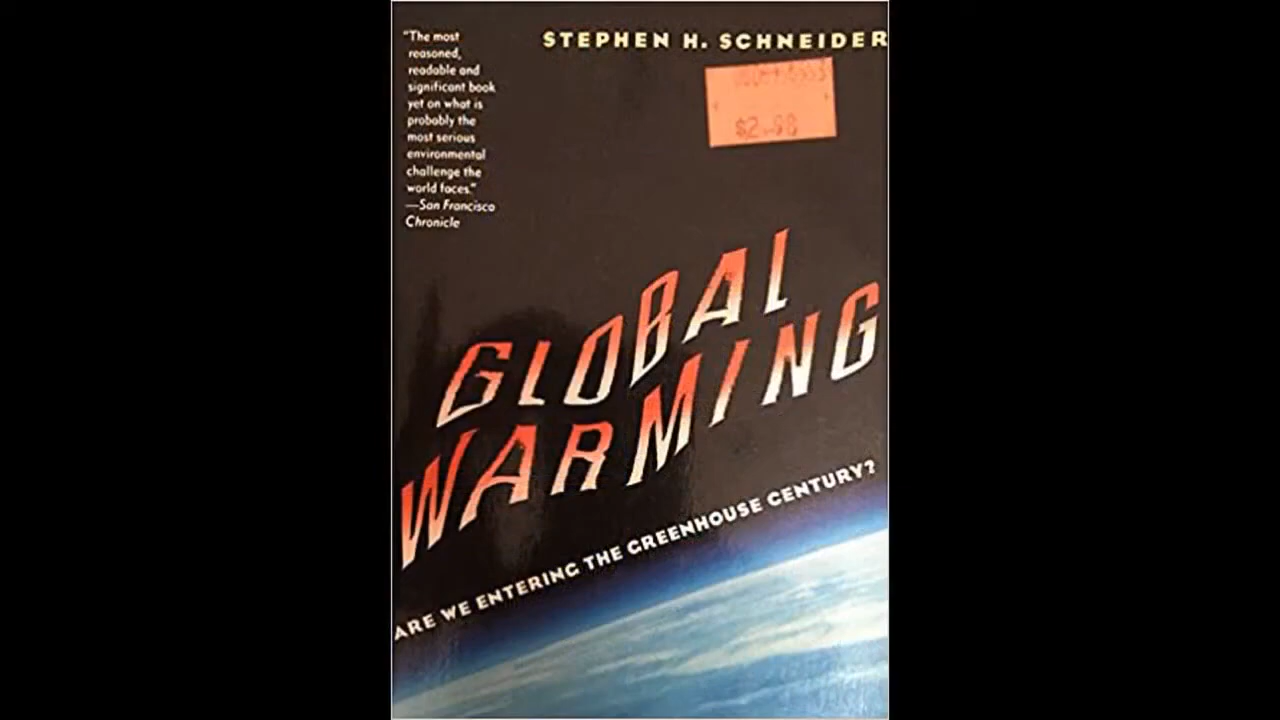 "The most
reasoned,
readable and
significant book
yet on what is
probably the
most serious
environmental
challenge the
world faces."
—San Francisco
Chronicle
STEPHEN H. SCHNEIDER
$2.98
GLOBAL
WARMING
ARE WE ENTERING THE GREENHOUSE CENTURY?